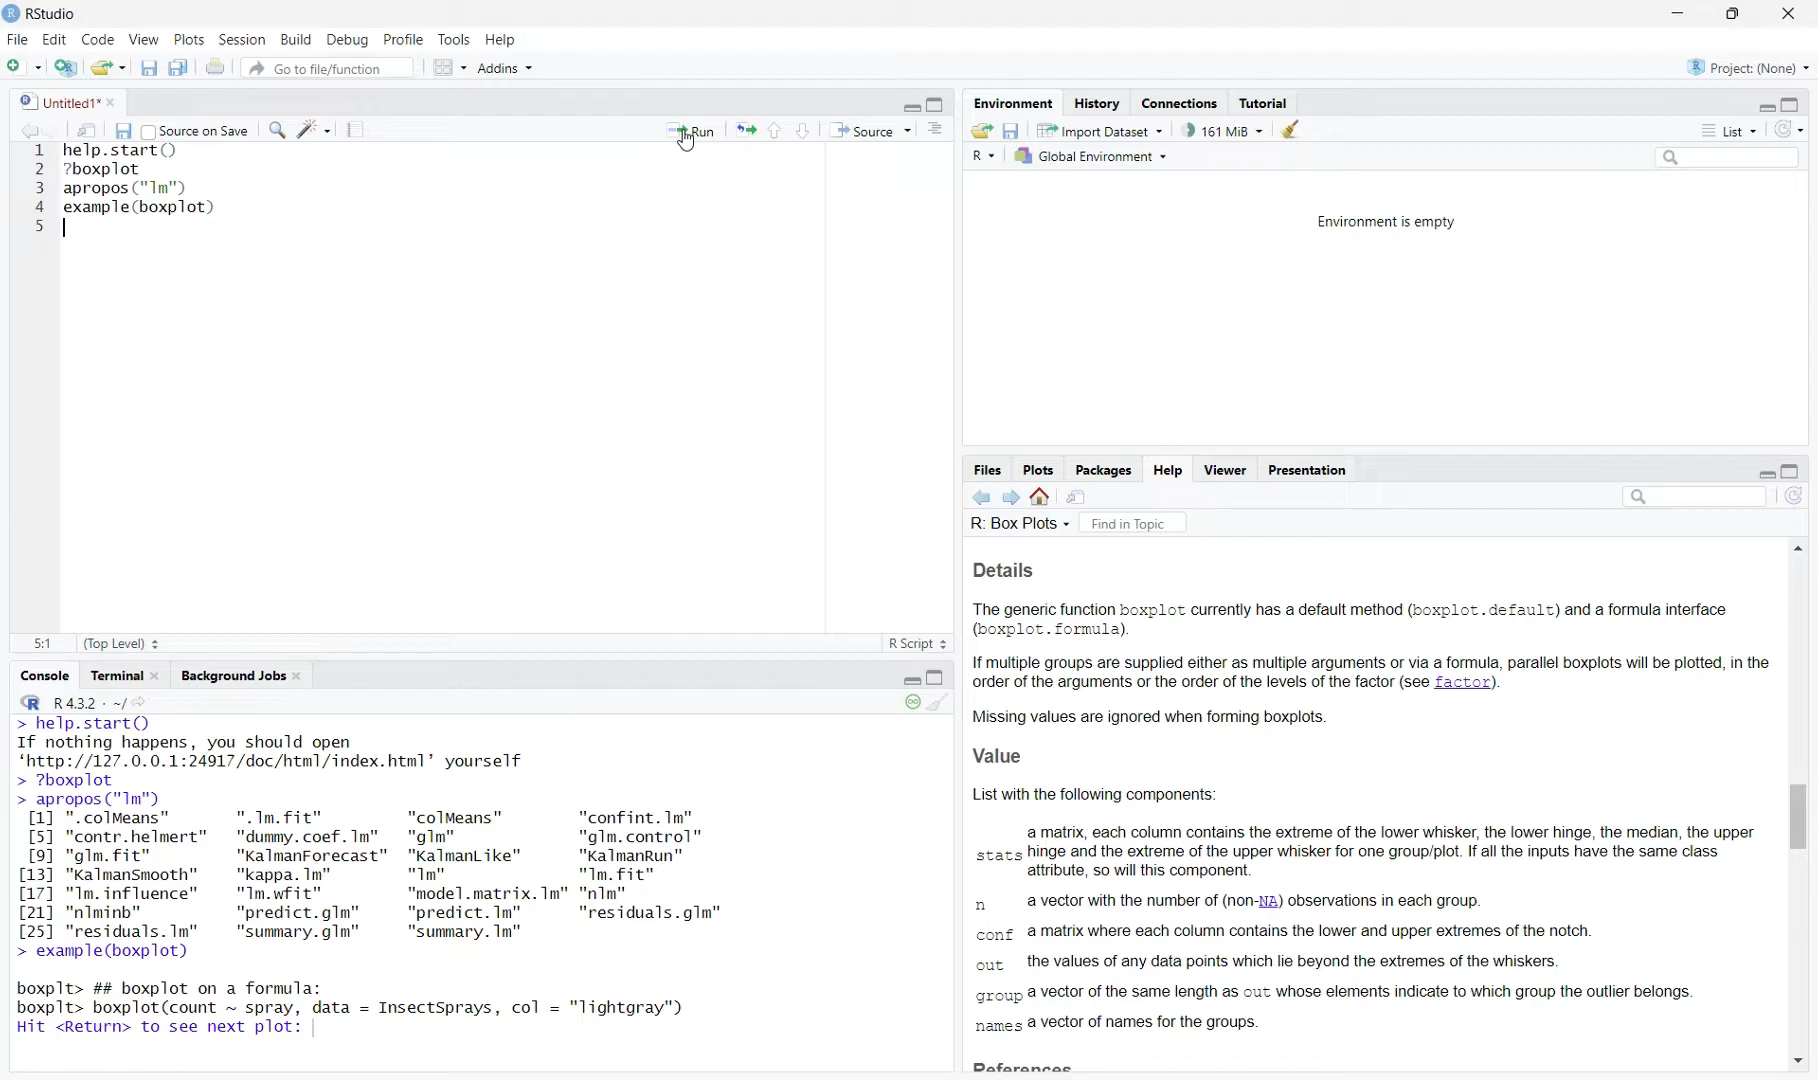 RStudio
File Edit Code View Plots Session Build Debug Profile Tools Help
Go to file/function Addins Project: (None)
Untitled1*
Source on Save Run Source
1 help.start()
2 ?boxplot
3 apropos("lm")
4 example(boxplot)
5
5:1 (Top Level) R Script
Console Terminal Background Jobs
R 4.3.2 · ~/
> help.start()
If nothing happens, you should open
‘http://127.0.0.1:24917/doc/html/index.html’ yourself
> ?boxplot
> apropos("lm")
[1] ".colMeans" ".lm.fit" "colMeans" "confint.lm"
[5] "contr.helmert" "dummy.coef.lm" "glm" "glm.control"
[9] "glm.fit" "KalmanForecast" "KalmanLike" "KalmanRun"
[13] "KalmanSmooth" "kappa.lm" "lm" "lm.fit"
[17] "lm.influence" "lm.wfit" "model.matrix.lm" "nlm"
[21] "nlminb" "predict.glm" "predict.lm" "residuals.glm"
[25] "residuals.lm" "summary.glm" "summary.lm"
> example(boxplot)
boxplt> ## boxplot on a formula:
boxplt> boxplot(count ~ spray, data = InsectSprays, col = "lightgray")
Hit <Return> to see next plot:
Environment History Connections Tutorial
Import Dataset 161 MiB List
R Global Environment
Environment is empty
Files Plots Packages Help Viewer Presentation
R: Box Plots Find in Topic
Details
The generic function boxplot currently has a default method (boxplot.default) and a formula interface
(boxplot.formula).
If multiple groups are supplied either as multiple arguments or via a formula, parallel boxplots will be plotted, in the
order of the arguments or the order of the levels of the factor (see factor).
Missing values are ignored when forming boxplots.
Value
List with the following components:
stats a matrix, each column contains the extreme of the lower whisker, the lower hinge, the median, the upper
hinge and the extreme of the upper whisker for one group/plot. If all the inputs have the same class
attribute, so will this component.
n a vector with the number of (non-NA) observations in each group.
conf a matrix where each column contains the lower and upper extremes of the notch.
out the values of any data points which lie beyond the extremes of the whiskers.
group a vector of the same length as out whose elements indicate to which group the outlier belongs.
names a vector of names for the groups.
References